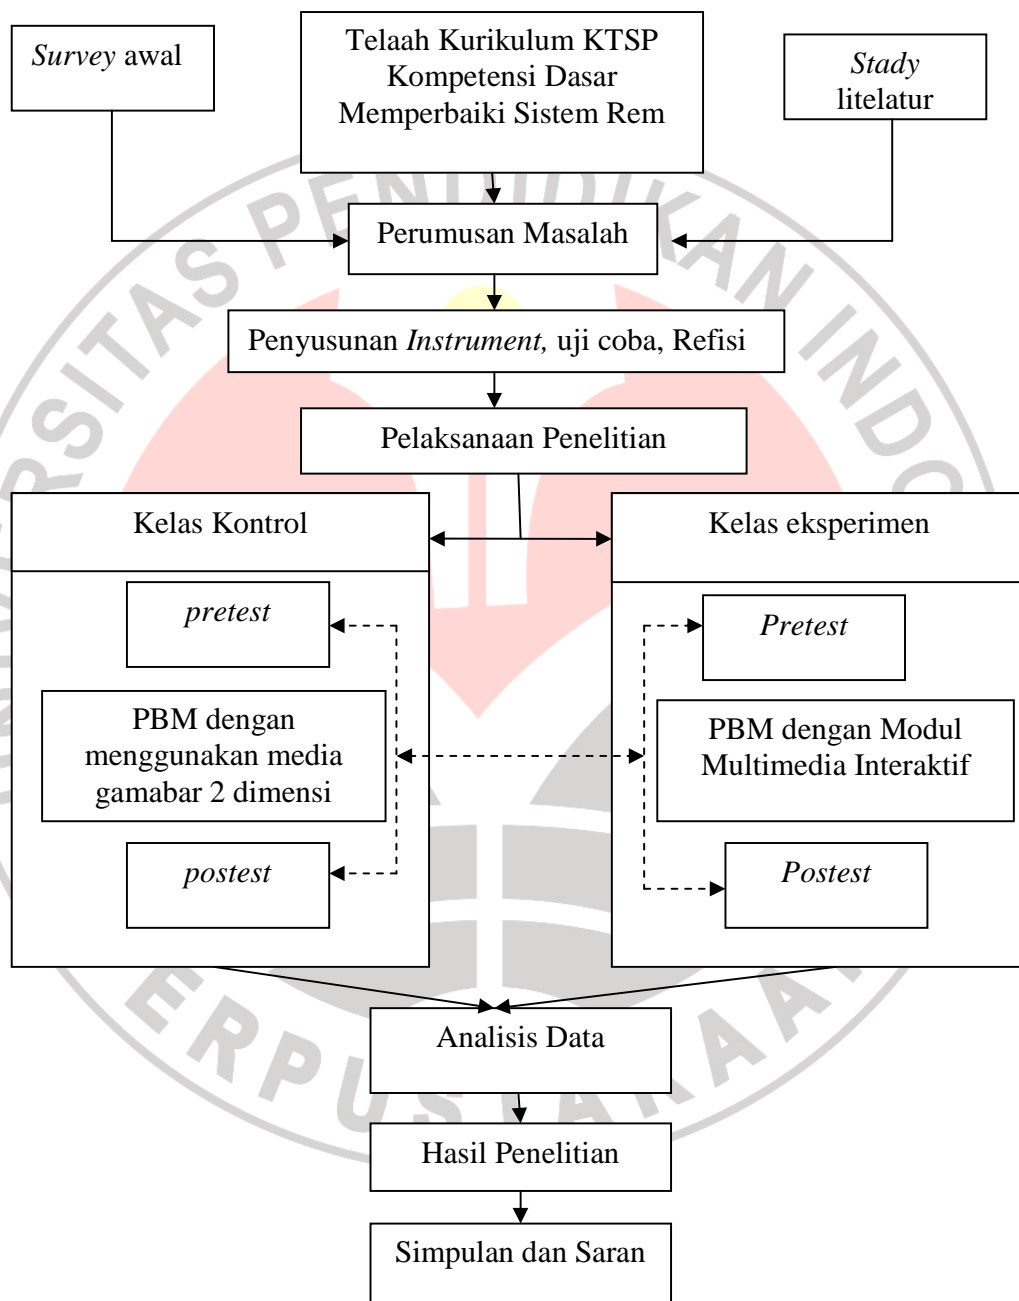 Survey awal
Telaah Kurikulum KTSP
Kompetensi Dasar
Memperbaiki Sistem Rem
Stady
litelatur
Perumusan Masalah
Penyusunan Instrument, uji coba, Refisi
Pelaksanaan Penelitian
Kelas Kontrol
Kelas eksperimen
pretest
Pretest
PBM dengan
menggunakan media
gamabar 2 dimensi
PBM dengan Modul
Multimedia Interaktif
postest
Postest
Analisis Data
Hasil Penelitian
Simpulan dan Saran